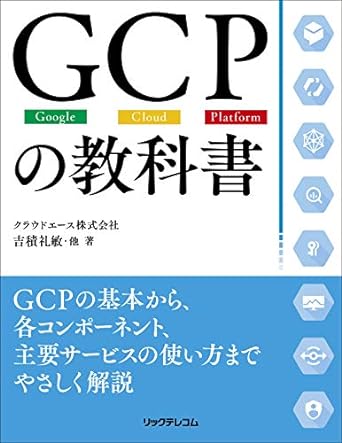 GCP
Google Cloud Platform
の教科書
クラウドエース株式会社
吉積礼敏・他 著
GCPの基本から、
各コンポーネント、
主要サービスの使い方まで
やさしく解説
リックテレコム